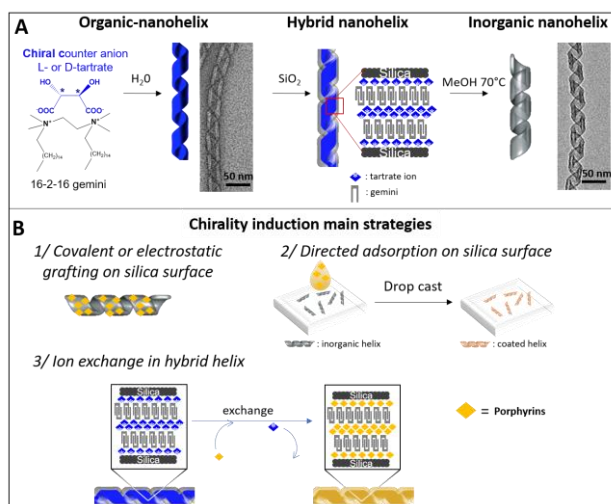 A
Organic-nanohelix
Hybrid nanohelix
Inorganic nanohelix
Chiral counter anion
L- or D-tartrate
HO
OH
*
*
-OOC
COO-
N+
N+
(CH₂)₁₄
(CH₂)₁₄
16-2-16 gemini
H₂0
50 nm
SiO₂
Silica
Silica
: tartrate ion
: gemini
MeOH 70°C
50 nm
B
Chirality induction main strategies
1/ Covalent or electrostatic
grafting on silica surface
2/ Directed adsorption on silica surface
Drop cast
: inorganic helix
: coated helix
3/ Ion exchange in hybrid helix
Silica
Silica
exchange
Silica
Silica
= Porphyrins